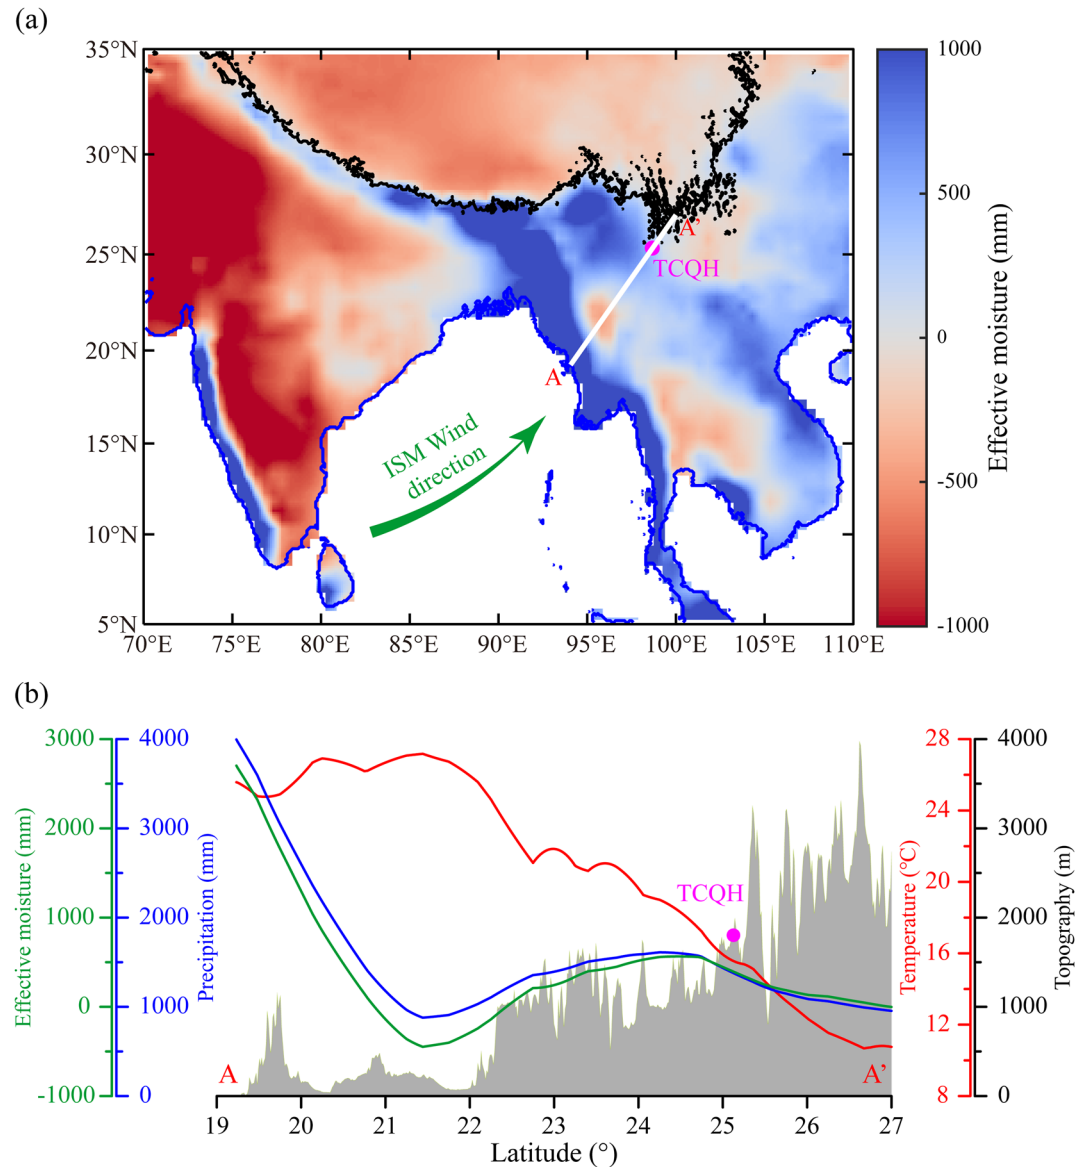 (a)
35°N
30°N
25°N
20°N
15°N
10°N
5°N
70°E
75°E
80°E
85°E
90°E
95°E
100°E
105°E
110°E
A'
TCQH
A
ISM Wind
direction
1000
500
0
-500
-1000
Effective moisture (mm)
(b)
3000
2000
1000
0
-1000
Effective moisture (mm)
4000
3000
2000
1000
0
Precipitation (mm)
TCQH
A
A’
28
24
20
16
12
8
Temperature (℃)
4000
3000
2000
1000
0
Topography (m)
19
20
21
22
23
24
25
26
27
Latitude (°)